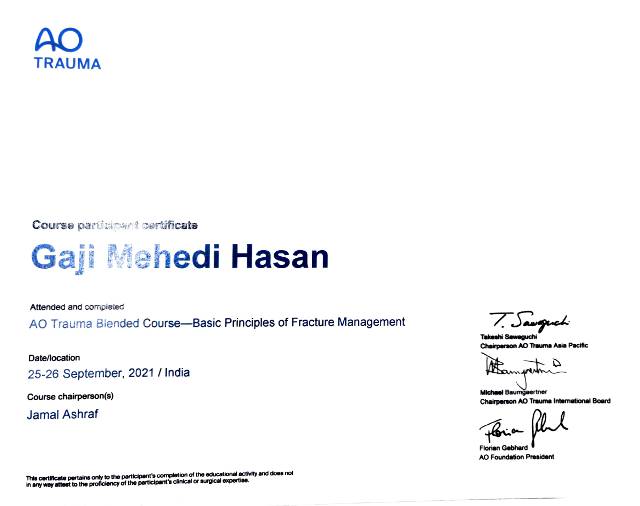 AO
TRAUMA
Course participant certificate
Gaji Mehedi Hasan
Attended and completed
AO Trauma Blended Course—Basic Principles of Fracture Management
Date/location
25-26 September, 2021 / India
Course chairperson(s)
Jamal Ashraf
T. Sawaguchi
Takeshi Sawaguchi
Chairperson AO Trauma Asia Pacific
Michael Baumgaertner
Chairperson AO Trauma International Board
Florian Gebhard
AO Foundation President
This certificate pertains only to the participant's completion of the educational activity and does not
in any way attest to the proficiency of the participant's clinical or surgical expertise.